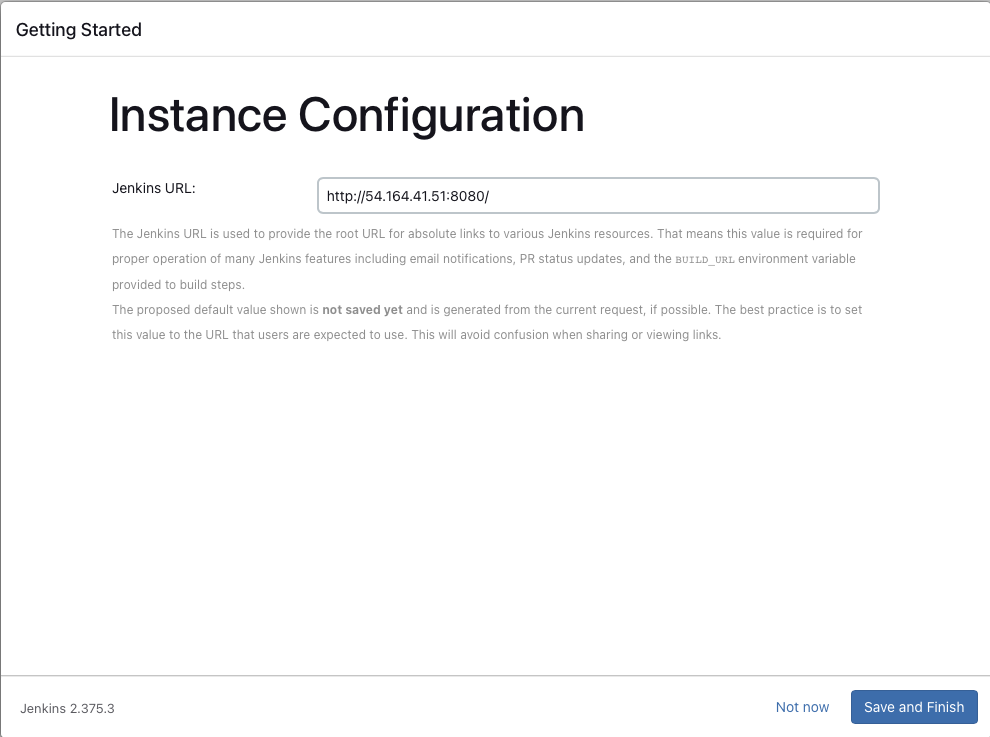 Getting Started
Instance Configuration
Jenkins URL:
http://54.164.41.51:8080/
The Jenkins URL is used to provide the root URL for absolute links to various Jenkins resources. That means this value is required for
proper operation of many Jenkins features including email notifications, PR status updates, and the BUILD_URL environment variable
provided to build steps.
The proposed default value shown is not saved yet and is generated from the current request, if possible. The best practice is to set
this value to the URL that users are expected to use. This will avoid confusion when sharing or viewing links.
Jenkins 2.375.3
Not now
Save and Finish